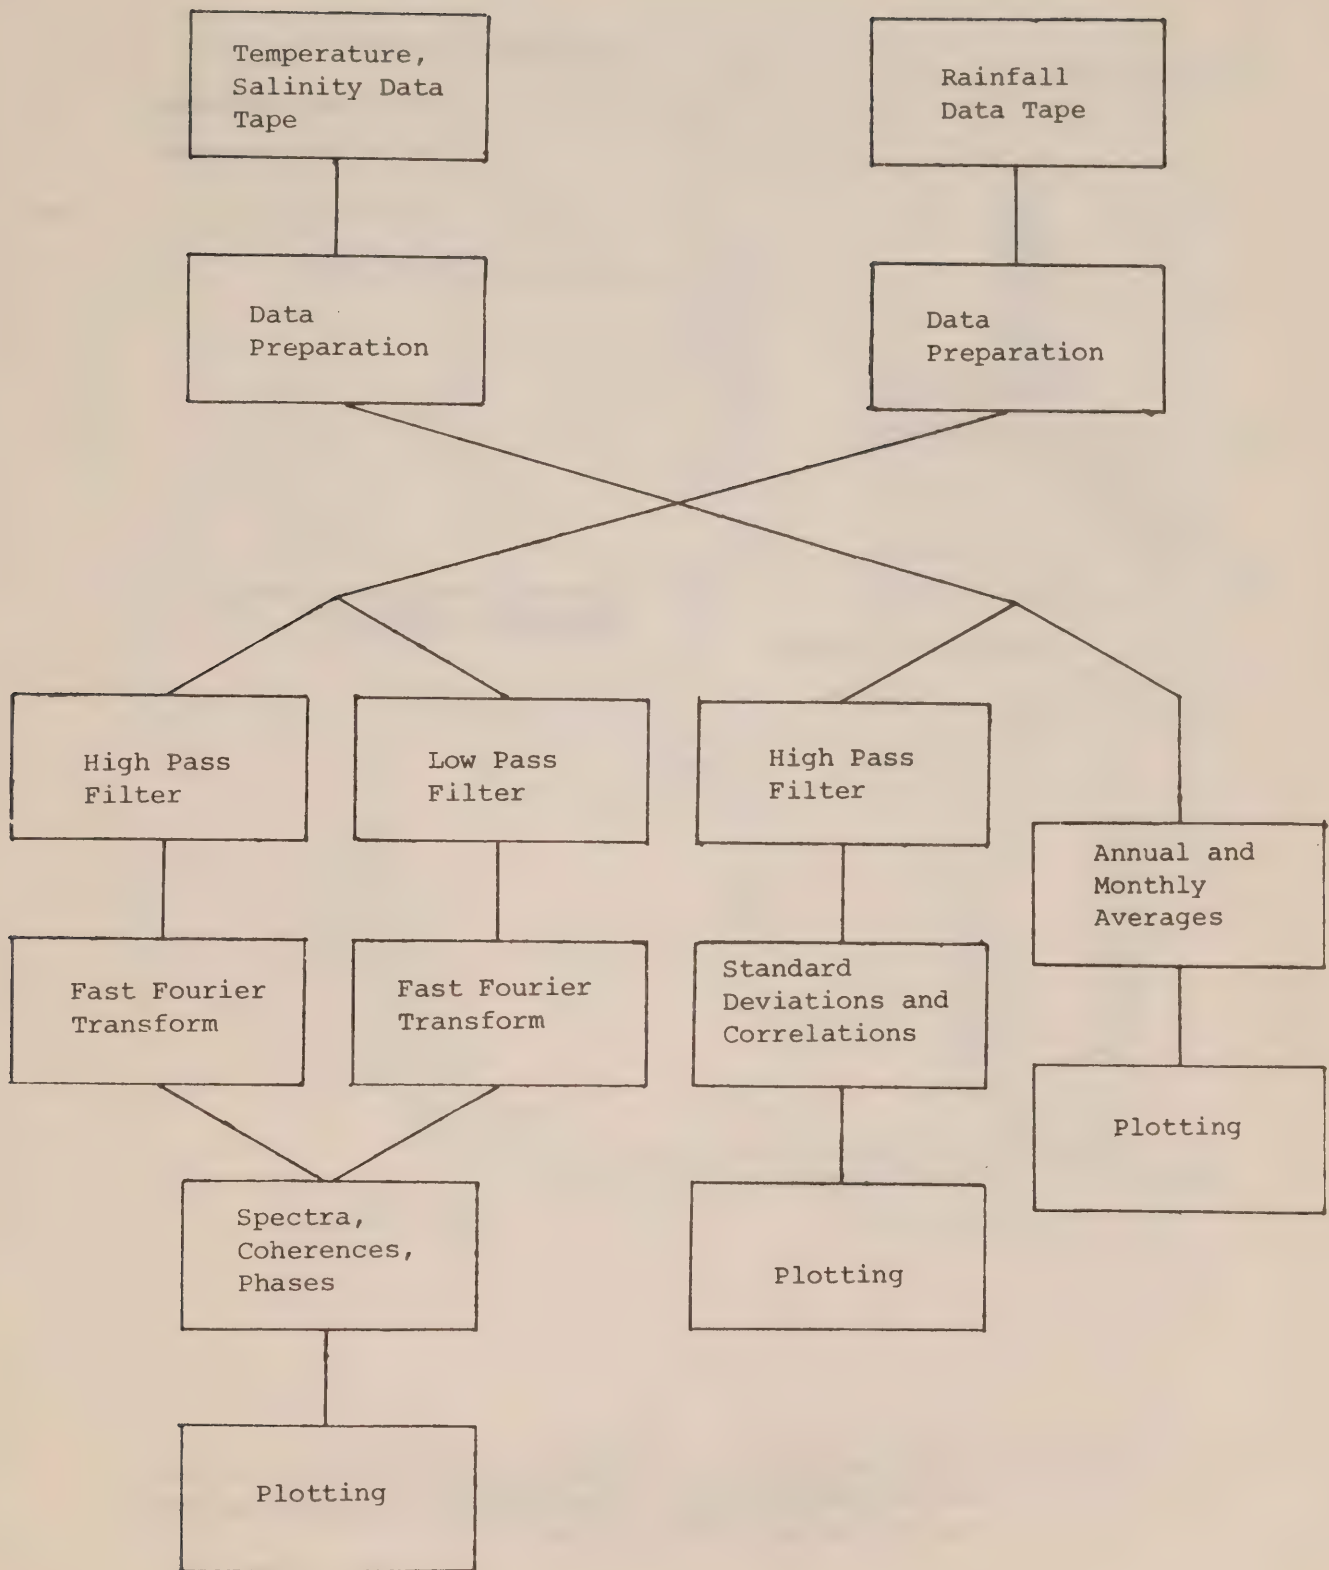 Temperature,
Salinity Data
Tape
Rainfall
Data Tape
Data
Preparation
Data
Preparation
High Pass
Filter
Low Pass
Filter
High Pass
Filter
Annual and
Monthly
Averages
Fast Fourier
Transform
Fast Fourier
Transform
Standard
Deviations and
Correlations
Plotting
Spectra,
Coherences,
Phases
Plotting
Plotting